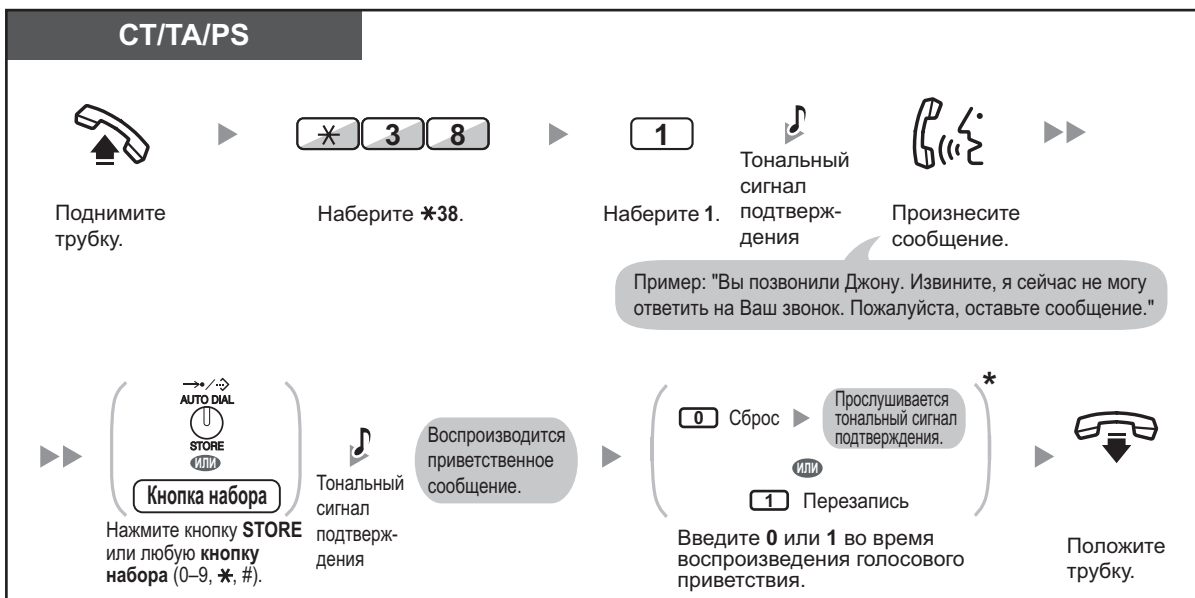 CT/TA/PS
✳ 3 8
1
Поднимите
трубку.
Наберите ✳38.
Наберите 1.
Тональный
сигнал
подтверж-
дения
Произнесите
сообщение.
Пример: "Вы позвонили Джону. Извините, я сейчас не могу
ответить на Ваш звонок. Пожалуйста, оставьте сообщение."
AUTO DIAL
STORE
ИЛИ
Кнопка набора
Нажмите кнопку STORE
или любую кнопку
набора (0–9, ✳, #).
Тональный
сигнал
подтверж-
дения
Воспроизводится
приветственное
сообщение.
0 Сброс
Прослушивается
тональный сигнал
подтверждения.
ИЛИ
1 Перезапись
*
Введите 0 или 1 во время
воспроизведения голосового
приветствия.
Положите
трубку.